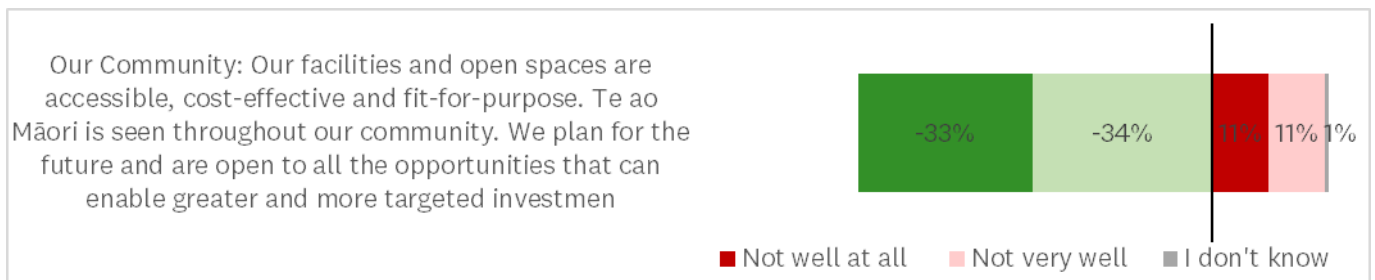 Our Community: Our facilities and open spaces are
accessible, cost-effective and fit-for-purpose. Te ao
Māori is seen throughout our community. We plan for the
future and are open to all the opportunities that can
enable greater and more targeted investmen
-33% -34% 11% 11% 1%
Not well at all Not very well I don't know